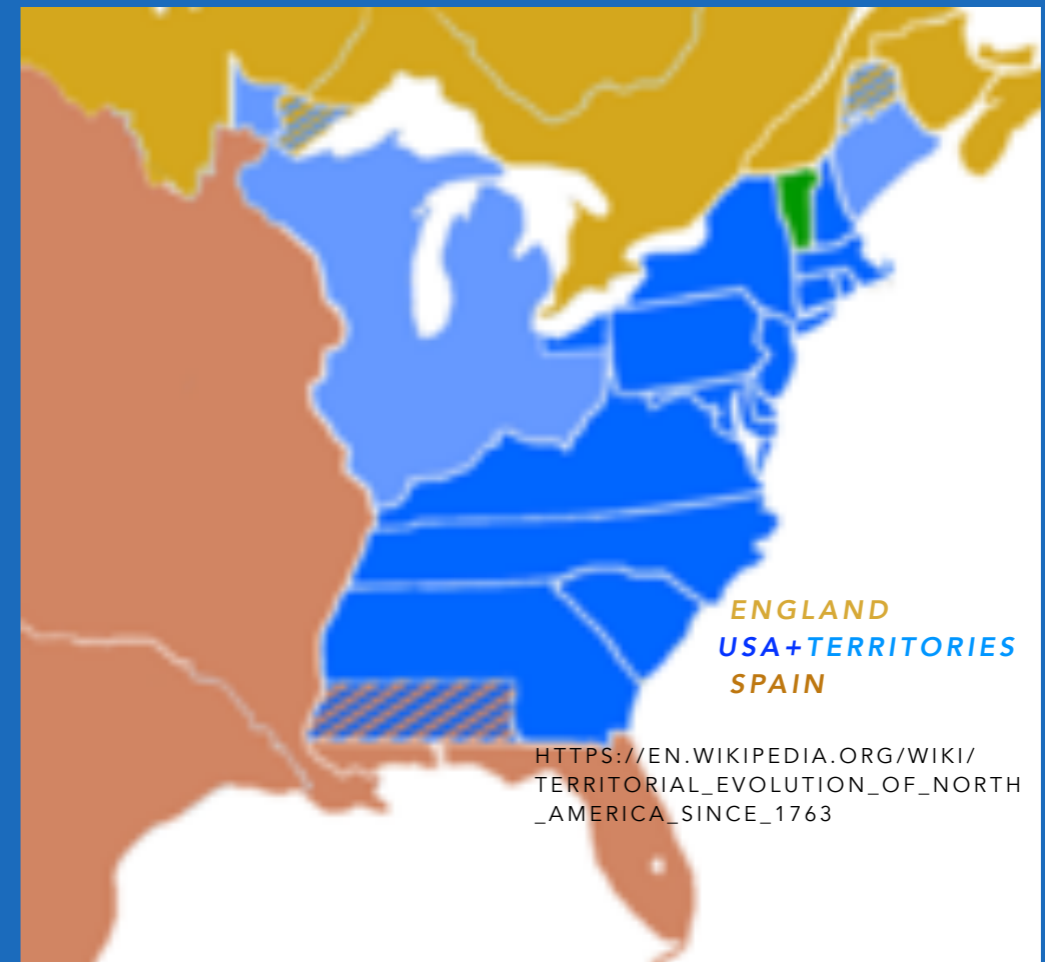 ENGLAND
USA+TERRITORIES
SPAIN
HTTPS://EN.WIKIPEDIA.ORG/WIKI/
TERRITORIAL_EVOLUTION_OF_NORTH
_AMERICA_SINCE_1763